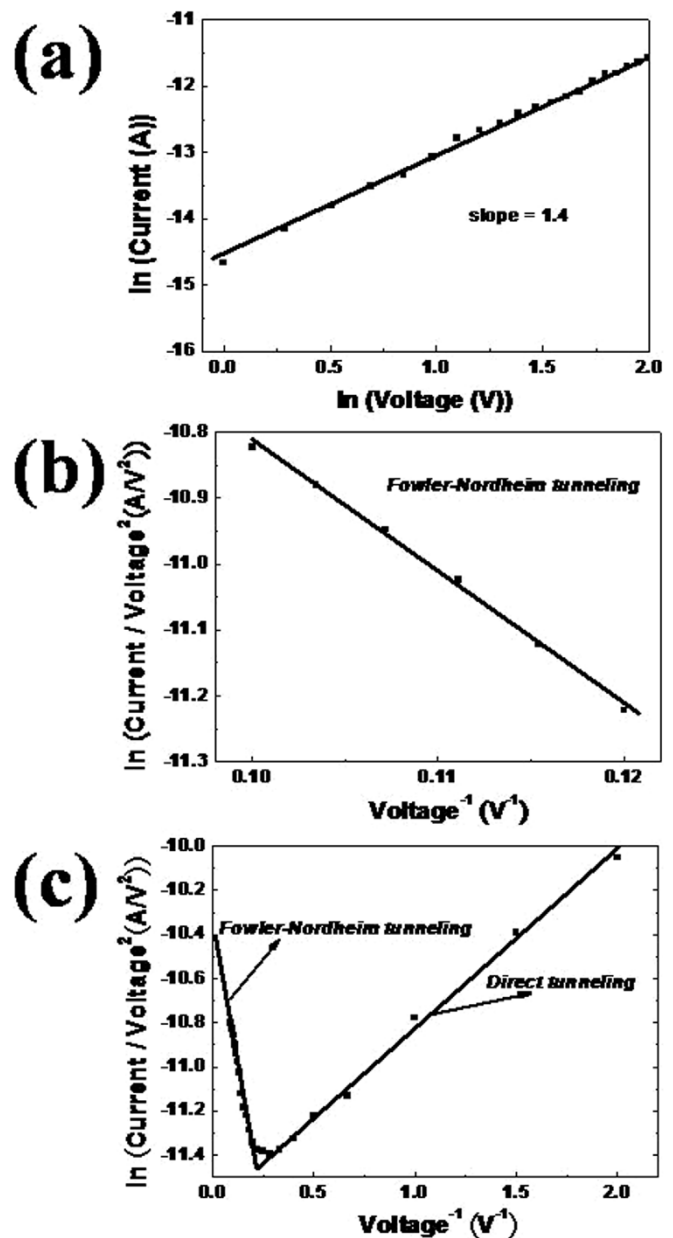 (a)
ln (Current (A))
-11
-12
-13
-14
-15
-16
slope = 1.4
0.0 0.5 1.0 1.5 2.0
ln (Voltage (V))
(b)
ln (Current / Voltage²(A/V²))
-10.8
-10.9
-11.0
-11.1
-11.2
-11.3
Fowler-Nordheim tunneling
0.10 0.11 0.12
Voltage⁻¹ (V⁻¹)
(c)
ln (Current / Voltage²(A/V²))
-10.0
-10.2
-10.4
-10.6
-10.8
-11.0
-11.2
-11.4
Fowler-Nordheim tunneling
Direct tunneling
0.0 0.5 1.0 1.5 2.0
Voltage⁻¹ (V⁻¹)